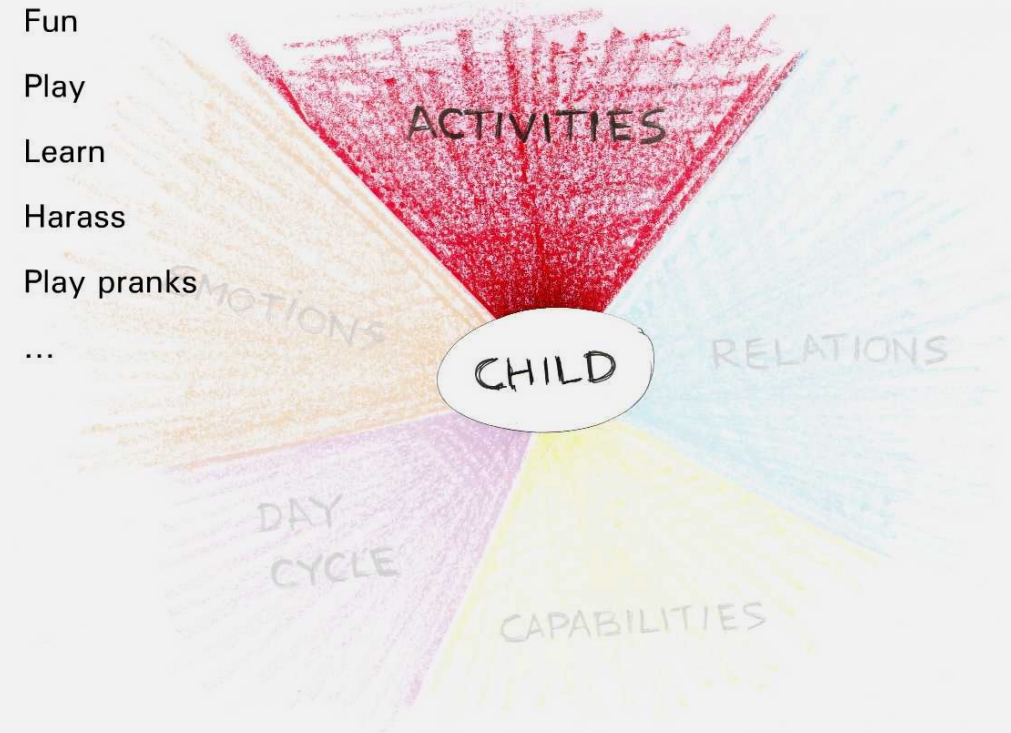 Fun
Play
Learn
Harass
Play pranks
...
ACTIVITIES
EMOTIONS
CHILD
RELATIONS
DAY
CYCLE
CAPABILITIES